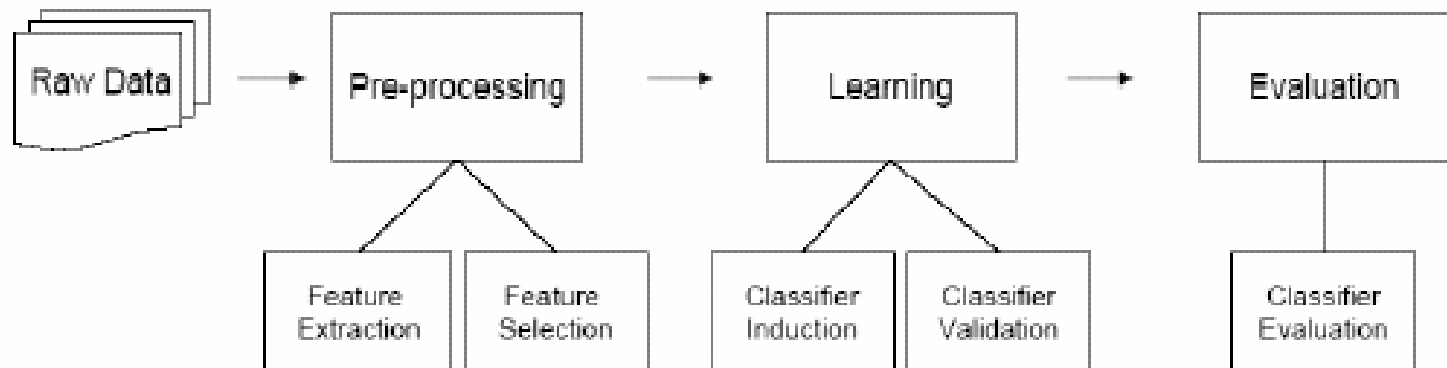 Raw Data
Pre-processing
Learning
Evaluation
Feature
Extraction
Feature
Selection
Classifier
Induction
Classifier
Validation
Classifier
Evaluation